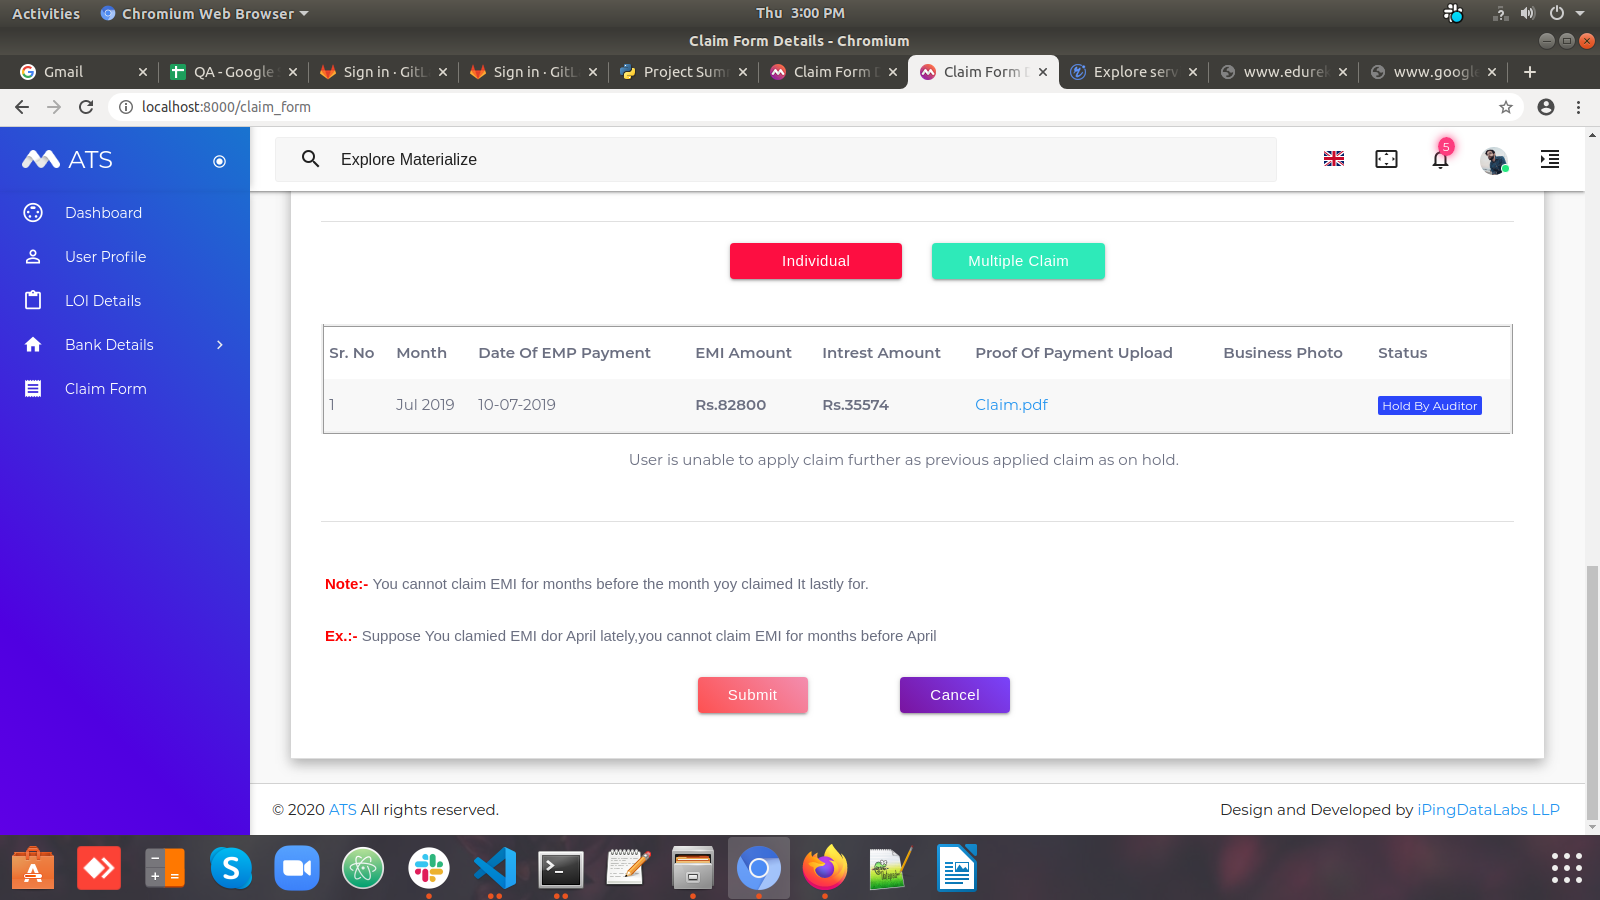 Activities Chromium Web Browser Thu 3:00 PM
Claim Form Details - Chromium
Gmail QA - Google Sign in · GitL Sign in · GitL Project Sum Claim Form D Claim Form D Explore serv www.edurek www.google
localhost:8000/claim_form
ATS
Explore Materialize
5
Dashboard
User Profile
LOI Details
Bank Details
Claim Form
Individual Multiple Claim
Sr. No Month Date Of EMP Payment EMI Amount Intrest Amount Proof Of Payment Upload Business Photo Status
1 Jul 2019 10-07-2019 Rs.82800 Rs.35574 Claim.pdf Hold By Auditor
User is unable to apply claim further as previous applied claim as on hold.
Note:- You cannot claim EMI for months before the month yoy claimed It lastly for.
Ex.:- Suppose You clamied EMI dor April lately,you cannot claim EMI for months before April
Submit Cancel
© 2020 ATS All rights reserved. Design and Developed by iPingDataLabs LLP